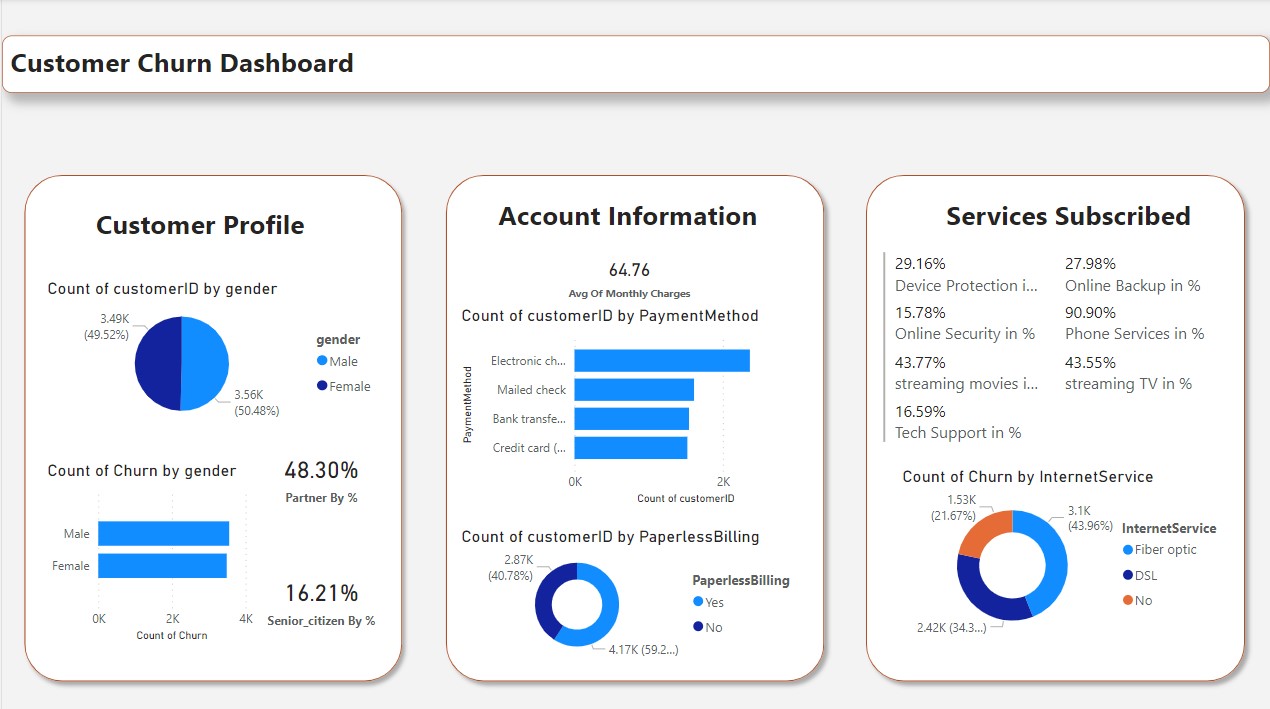 Customer Churn Dashboard
Customer Profile
Count of customerID by gender
3.49K
(49.52%)
3.56K
(50.48%)
gender
Male
Female
Count of Churn by gender
48.30%
Partner By %
Male
Female
0K
2K
4K
Count of Churn
16.21%
Senior_citizen By %
Account Information
64.76
Avg Of Monthly Charges
Count of customerID by PaymentMethod
PaymentMethod
Electronic ch...
Mailed check
Bank transfe...
Credit card (...
0K
2K
Count of customerID
Count of customerID by PaperlessBilling
2.87K
(40.78%)
4.17K (59.2...)
PaperlessBilling
Yes
No
Services Subscribed
29.16%
Device Protection i...
27.98%
Online Backup in %
15.78%
Online Security in %
90.90%
Phone Services in %
43.77%
streaming movies i...
43.55%
streaming TV in %
16.59%
Tech Support in %
Count of Churn by InternetService
1.53K
(21.67%)
3.1K
(43.96%)
2.42K (34.3...)
InternetService
Fiber optic
DSL
No